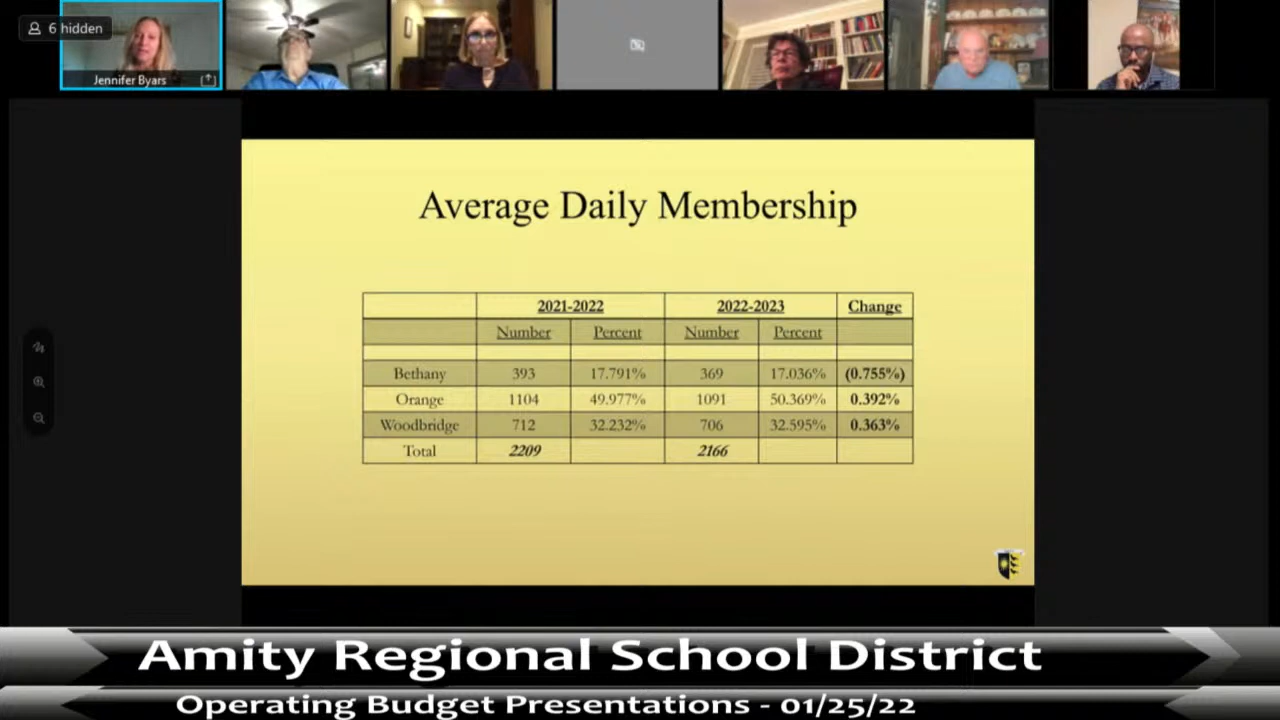 6 hidden
Jennifer Byars
Average Daily Membership
2021-2022 2022-2023 Change
Number Percent Number Percent
Bethany 393 17.791% 369 17.036% (0.755%)
Orange 1104 49.977% 1091 50.369% 0.392%
Woodbridge 712 32.232% 706 32.595% 0.363%
Total 2209 2166
Amity Regional School District
Operating Budget Presentations - 01/25/22